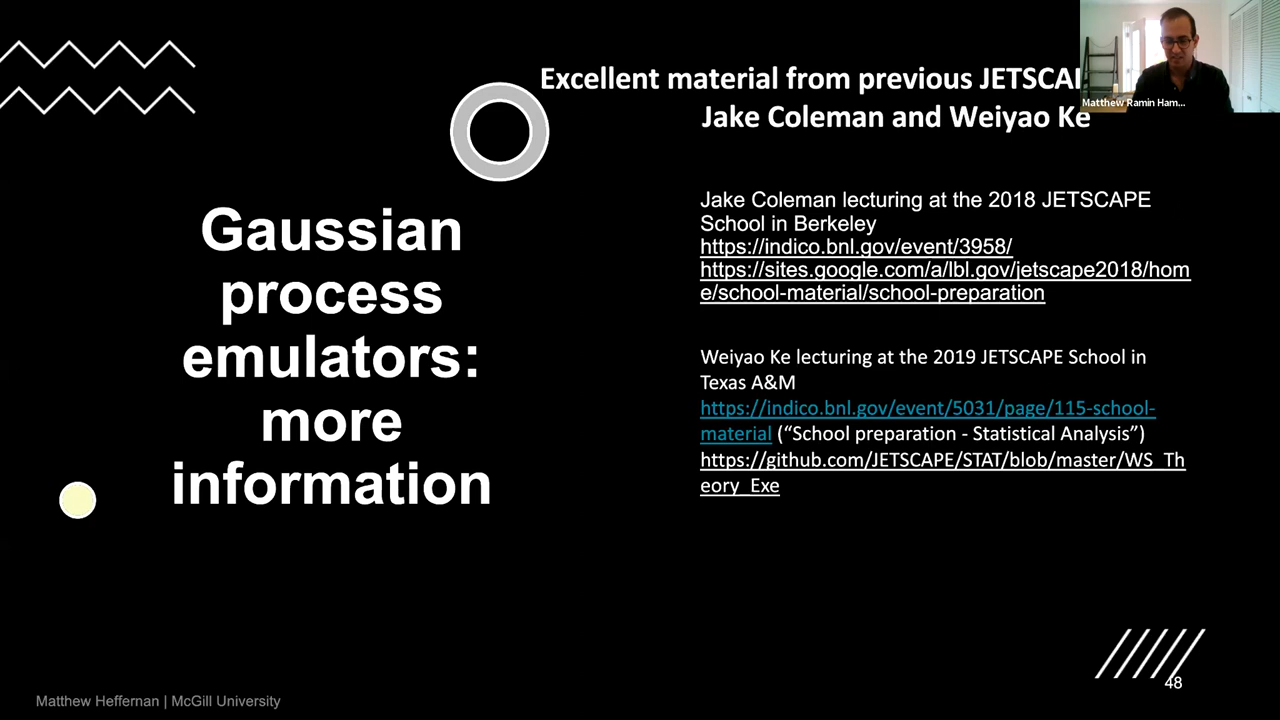 Excellent material from previous
Jake Coleman and Weiyao Ke
Matthew Ramin Ham...
Gaussian
process
emulators:
more
information
Jake Coleman lecturing at the 2018 JETSCAPE
School in Berkeley
https://indico.bnl.gov/event/3958/
https://sites.google.com/a/lbl.gov/jetscape2018/hom
e/school-material/school-preparation
Weiyao Ke lecturing at the 2019 JETSCAPE School in
Texas A&M
https://indico.bnl.gov/event/5031/page/115-school-
material (“School preparation - Statistical Analysis”)
https://github.com/JETSCAPE/STAT/blob/master/WS_Th
eory_Exe
Matthew Heffernan | McGill University
48